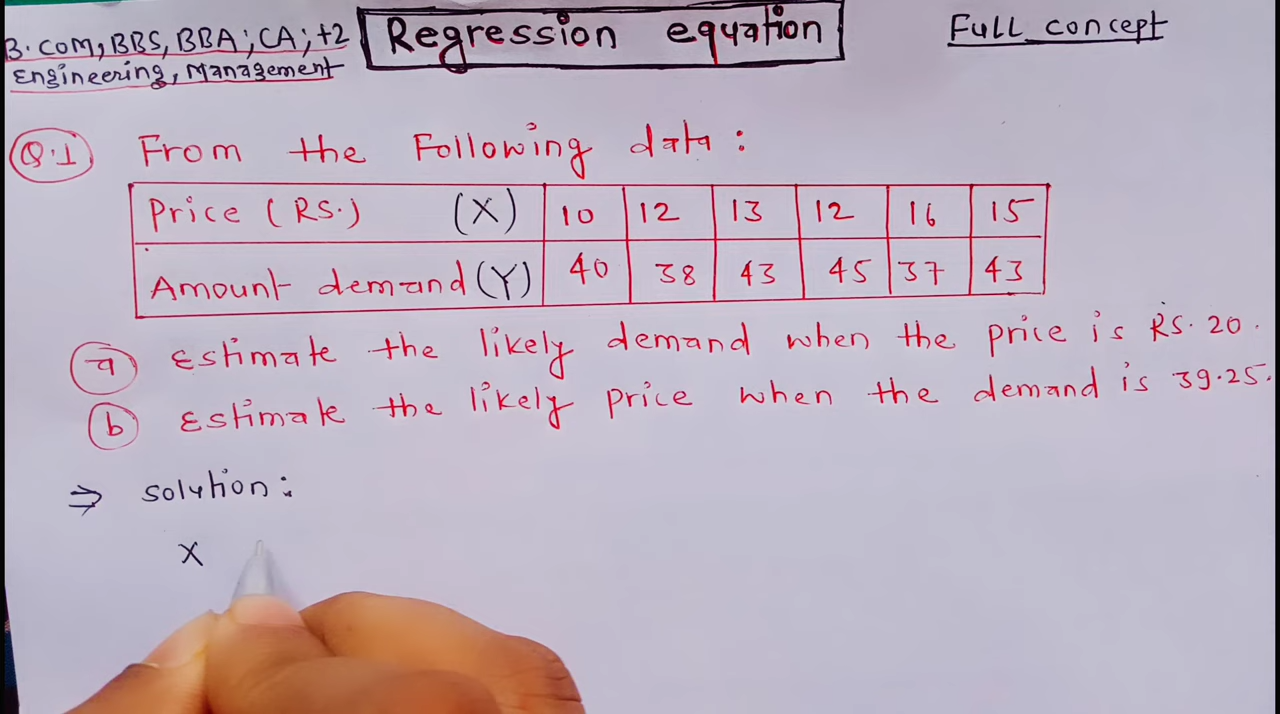 B.com, BBS, BBA, CA, +2
Engineering, Management
Regression equation
Full concept
Q.1 From the Following data:
Price (RS.) (X) 10 12 13 12 16 15
Amount demand (Y) 40 38 43 45 37 43
a Estimate the likely demand when the price is RS. 20.
b Estimate the likely price when the demand is 39.25.
⇒ solution:
X